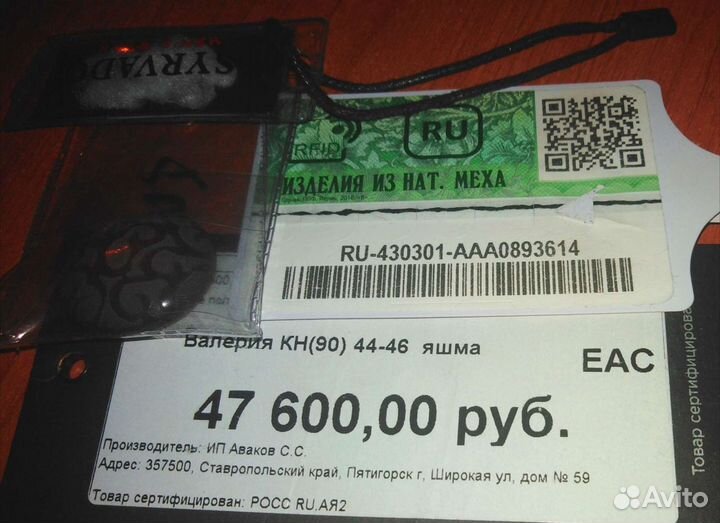 SYRVADO
RFID
RU
ИЗДЕЛИЯ ИЗ НАТ. МЕХА
RU-430301-AAA0893614
Валерия КН(90) 44-46 яшма
EAC
47 600,00 руб.
Производитель: ИП Аваков С.С.
Адрес: 357500, Ставропольский край, Пятигорск г, Широкая ул, дом № 59
Товар сертифицирован: РОСС RU.АЯ2
Товар сертифицирова
Avito